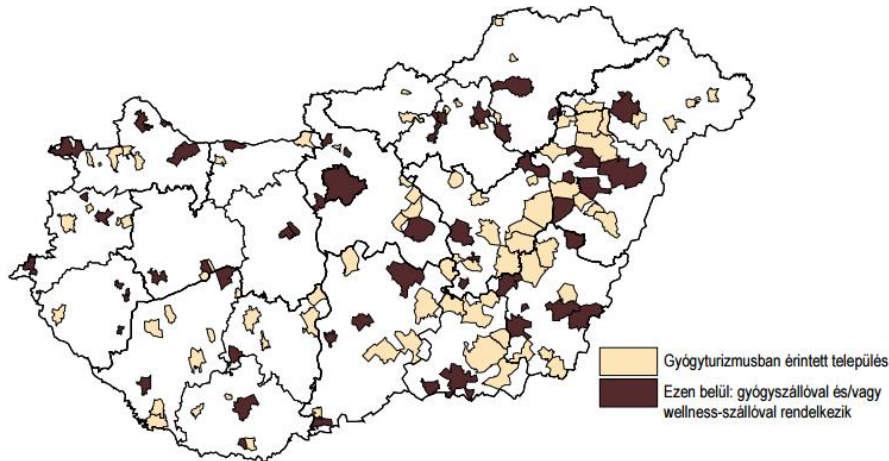 Gyógyturizmusban érintett település
Ezen belül: gyógyszállóval és/vagy
wellness-szállóval rendelkezik